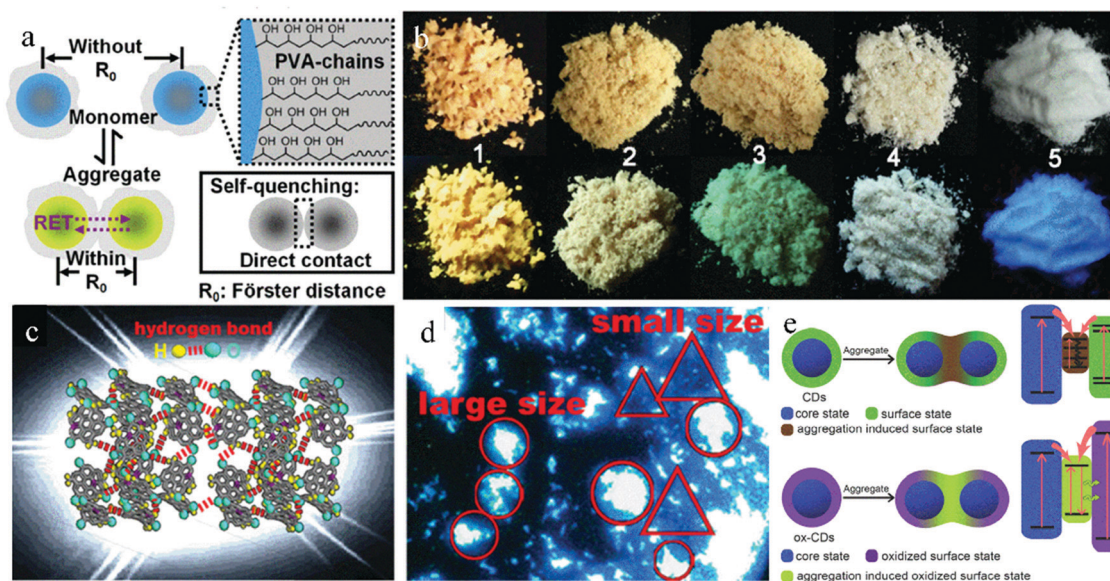 a
Without
R₀
Monomer
Aggregate
RET
Within
R₀
OH OH OH OH
PVA-chains
OH OH OH OH
OH OH OH OH
OH OH OH OH
Self-quenching:
Direct contact
R₀: Förster distance
b
1 2 3 4 5
c
hydrogen bond
H O
d
small size
large size
e
Aggregate
CDs
core state
surface state
aggregation induced surface state
Aggregate
ox-CDs
core state
oxidized surface state
aggregation induced oxidized surface state